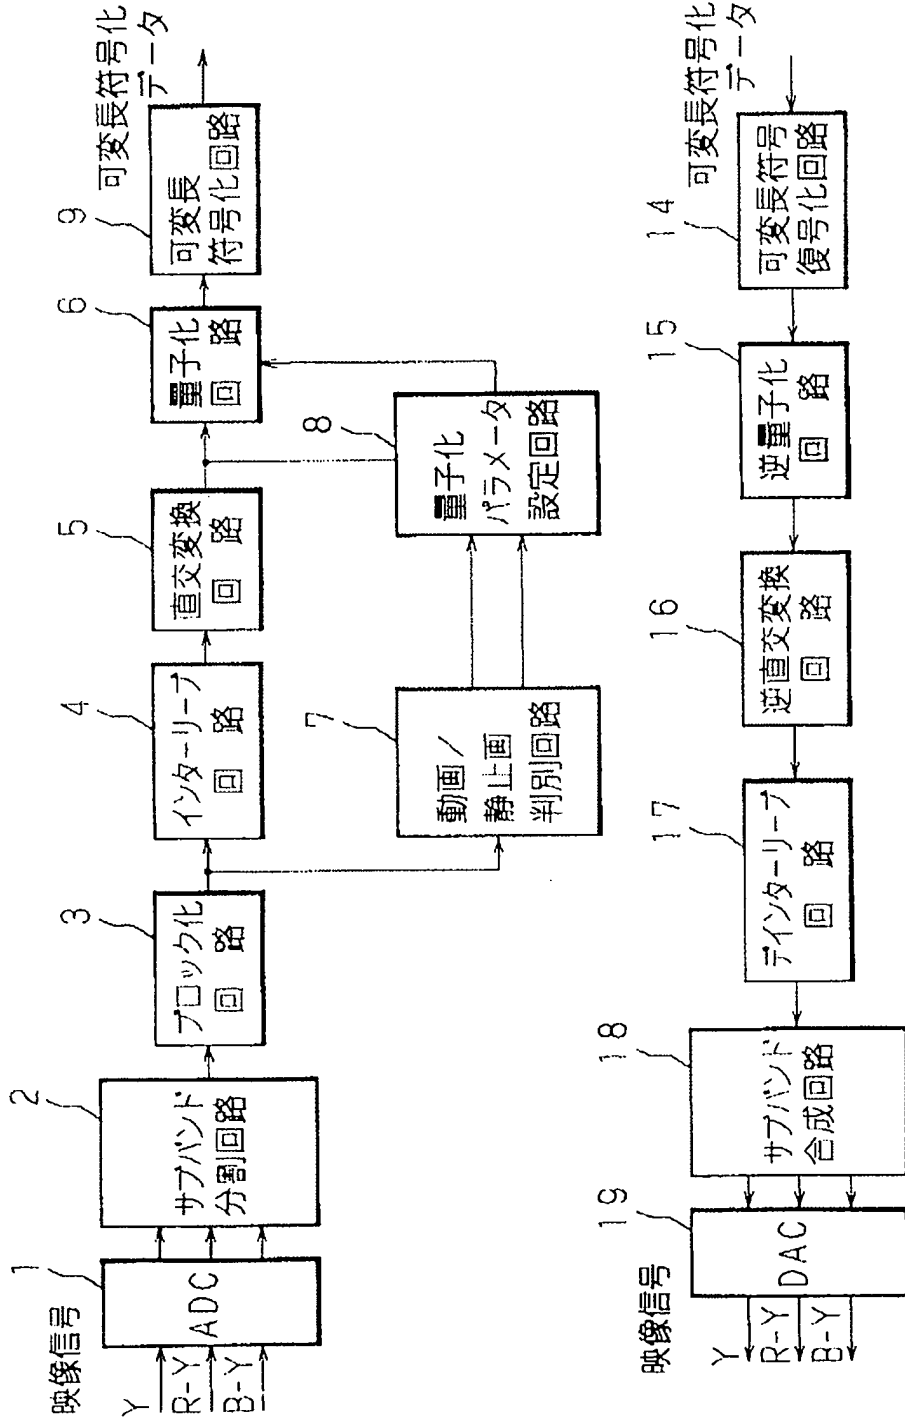 映像信号
Y
R-Y
B-Y
1
ADC
2
サブバンド
分割回路
3
ブロック化
回 路
4
インターリーブ
回 路
5
直交変換
回 路
6
量子化
回 路
7
動画/
静止画
判別回路
8
量子化
パラメータ
設定回路
9
可変長
符号化回路
可変長符号化
データ
可変長符号化
データ
14
可変長符号
復号化回路
15
逆量子化
回 路
16
逆直交変換
回 路
17
デインターリーブ
回 路
18
サブバンド
合成回路
19
DAC
映像信号
Y
R-Y
B-Y